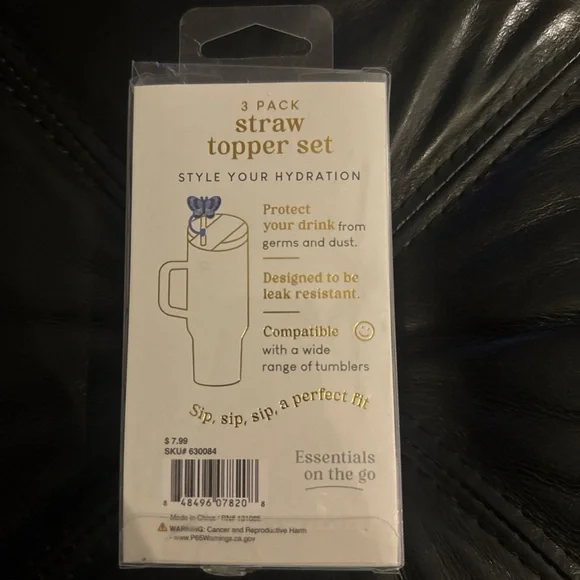 3 PACK
straw
topper set
STYLE YOUR HYDRATION
Protect
your drink from
germs and dust.
Designed to be
leak resistant.
Compatible
with a wide
range of tumblers
Sip, sip, sip, a perfect fit
$ 7.99
SKU# 630084
8 48496 07820 8
Essentials
on the go
Made in China / RN#
WARNING: Cancer and Reproductive Harm
- www.P65Warnings.ca.gov